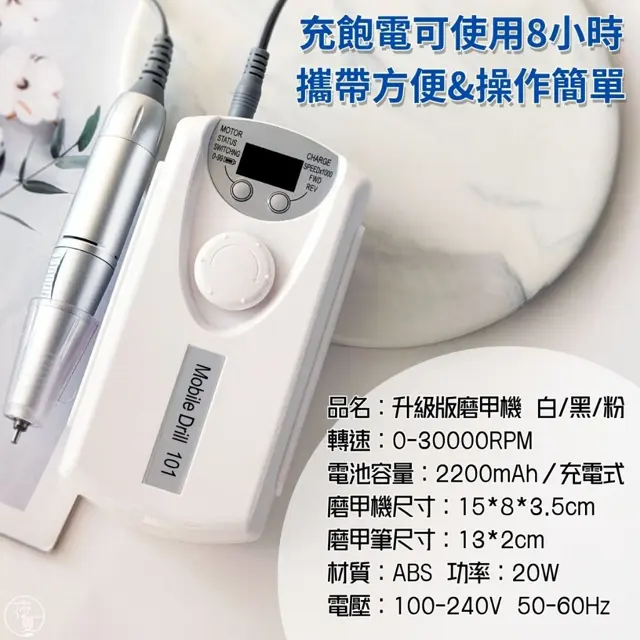 充飽電可使用8小時
攜帶方便&操作簡單
MOTOR
STATUS
SWITCHNG
0-99
CHARGE
SPEEDx1000
FWD
REV
Mobile Drill 101
品名：升級版磨甲機 白/黑/粉
轉速：0-30000RPM
電池容量：2200mAh／充電式
磨甲機尺寸：15*8*3.5cm
磨甲筆尺寸：13*2cm
材質：ABS 功率：20W
電壓：100-240V 50-60Hz